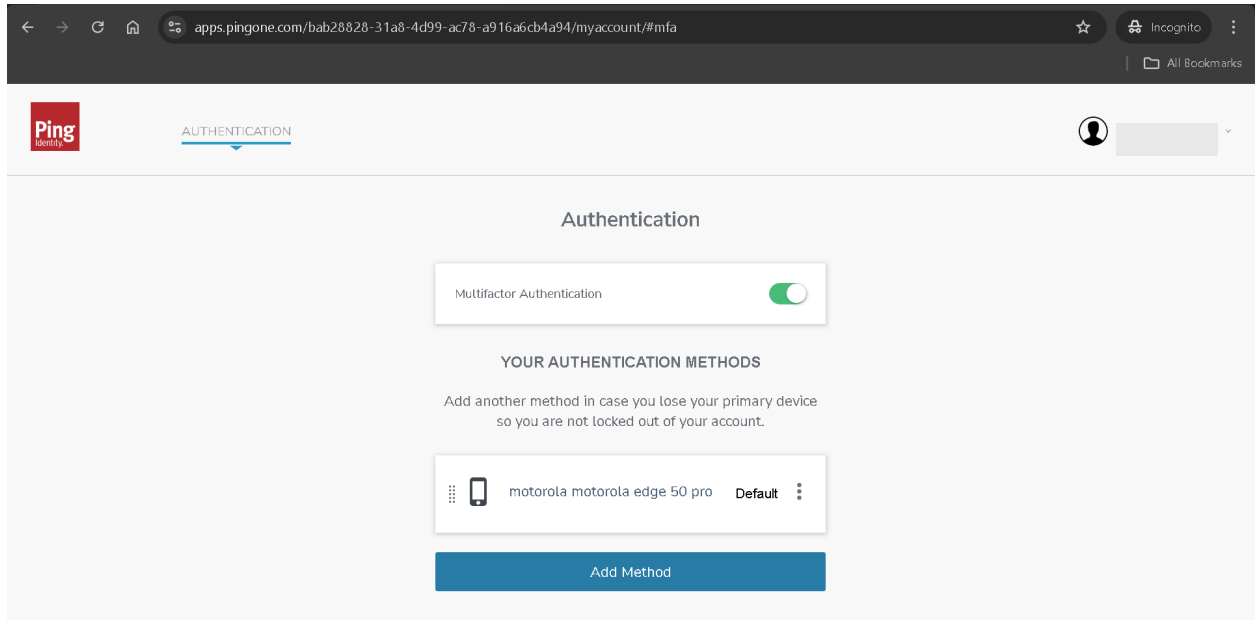 apps.pingone.com/bab28828-31a8-4d99-ac78-a916a6cb4a94/myaccount/#mfa
Incognito
All Bookmarks
Ping
Identity.
AUTHENTICATION
Authentication
Multifactor Authentication
YOUR AUTHENTICATION METHODS
Add another method in case you lose your primary device
so you are not locked out of your account.
motorola motorola edge 50 pro Default
Add Method